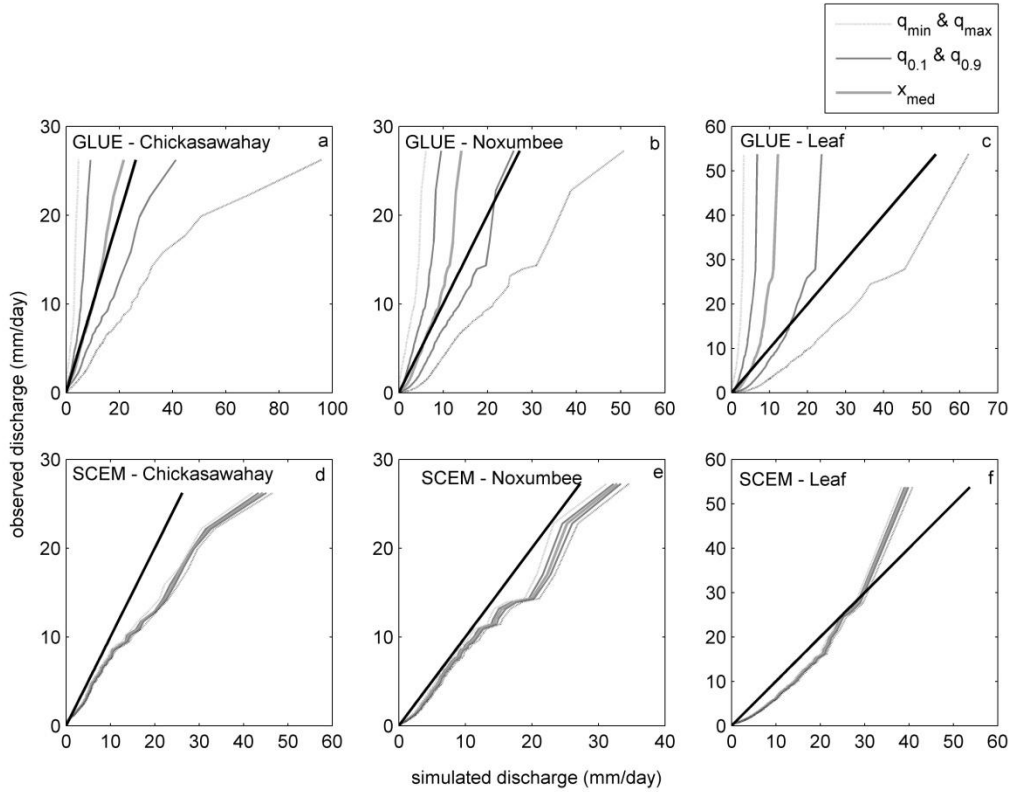 q_min & q_max
q_0.1 & q_0.9
x_med
GLUE - Chickasawahay a
30
20
10
0
0 20 40 60 80 100
GLUE - Noxumbee b
30
20
10
0
0 10 20 30 40 50 60
GLUE - Leaf c
60
50
40
30
20
10
0
0 10 20 30 40 50 60 70
observed discharge (mm/day)
SCEM - Chickasawahay d
30
20
10
0
0 10 20 30 40 50 60
SCEM - Noxumbee e
30
20
10
0
0 10 20 30 40
SCEM - Leaf f
60
50
40
30
20
10
0
0 10 20 30 40 50 60
simulated discharge (mm/day)